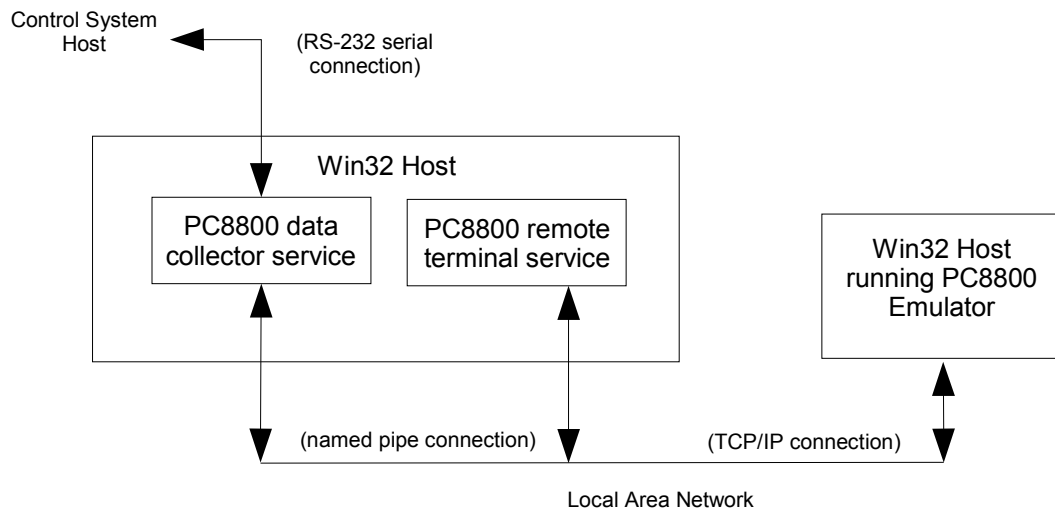 Control System
Host
(RS-232 serial
connection)
Win32 Host
PC8800 data
collector service
PC8800 remote
terminal service
Win32 Host
running PC8800
Emulator
(named pipe connection)
(TCP/IP connection)
Local Area Network